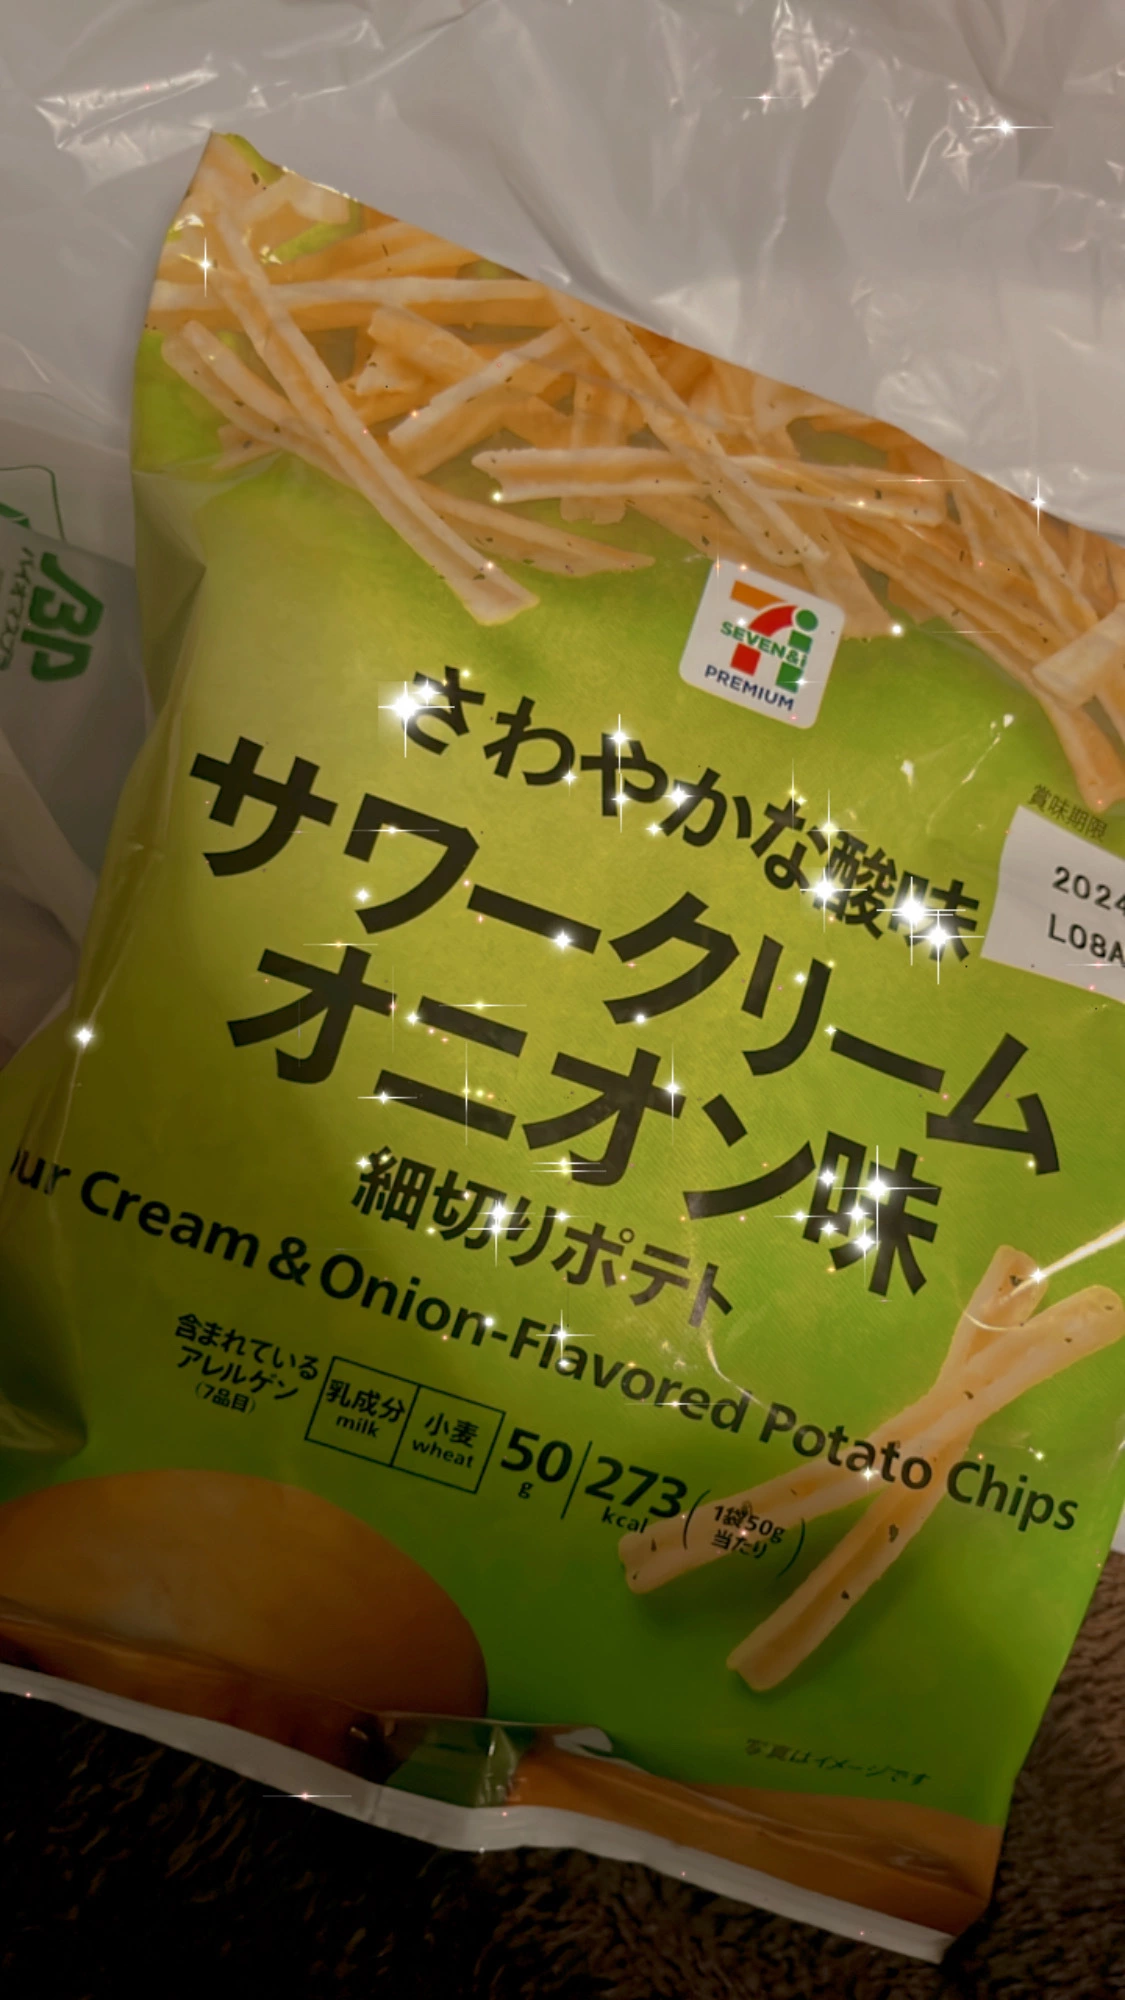 SEVEN&i
PREMIUM
さわやかな酸味
サワークリーム
オニオン味
細切りポテト
ur Cream & Onion-Flavored Potato Chips
賞味期限
2024
L08A
含まれている
アレルゲン
(7品目)
乳成分
milk
小麦
wheat
50
g
273
kcal
1袋50g
当たり
写真はイメージです